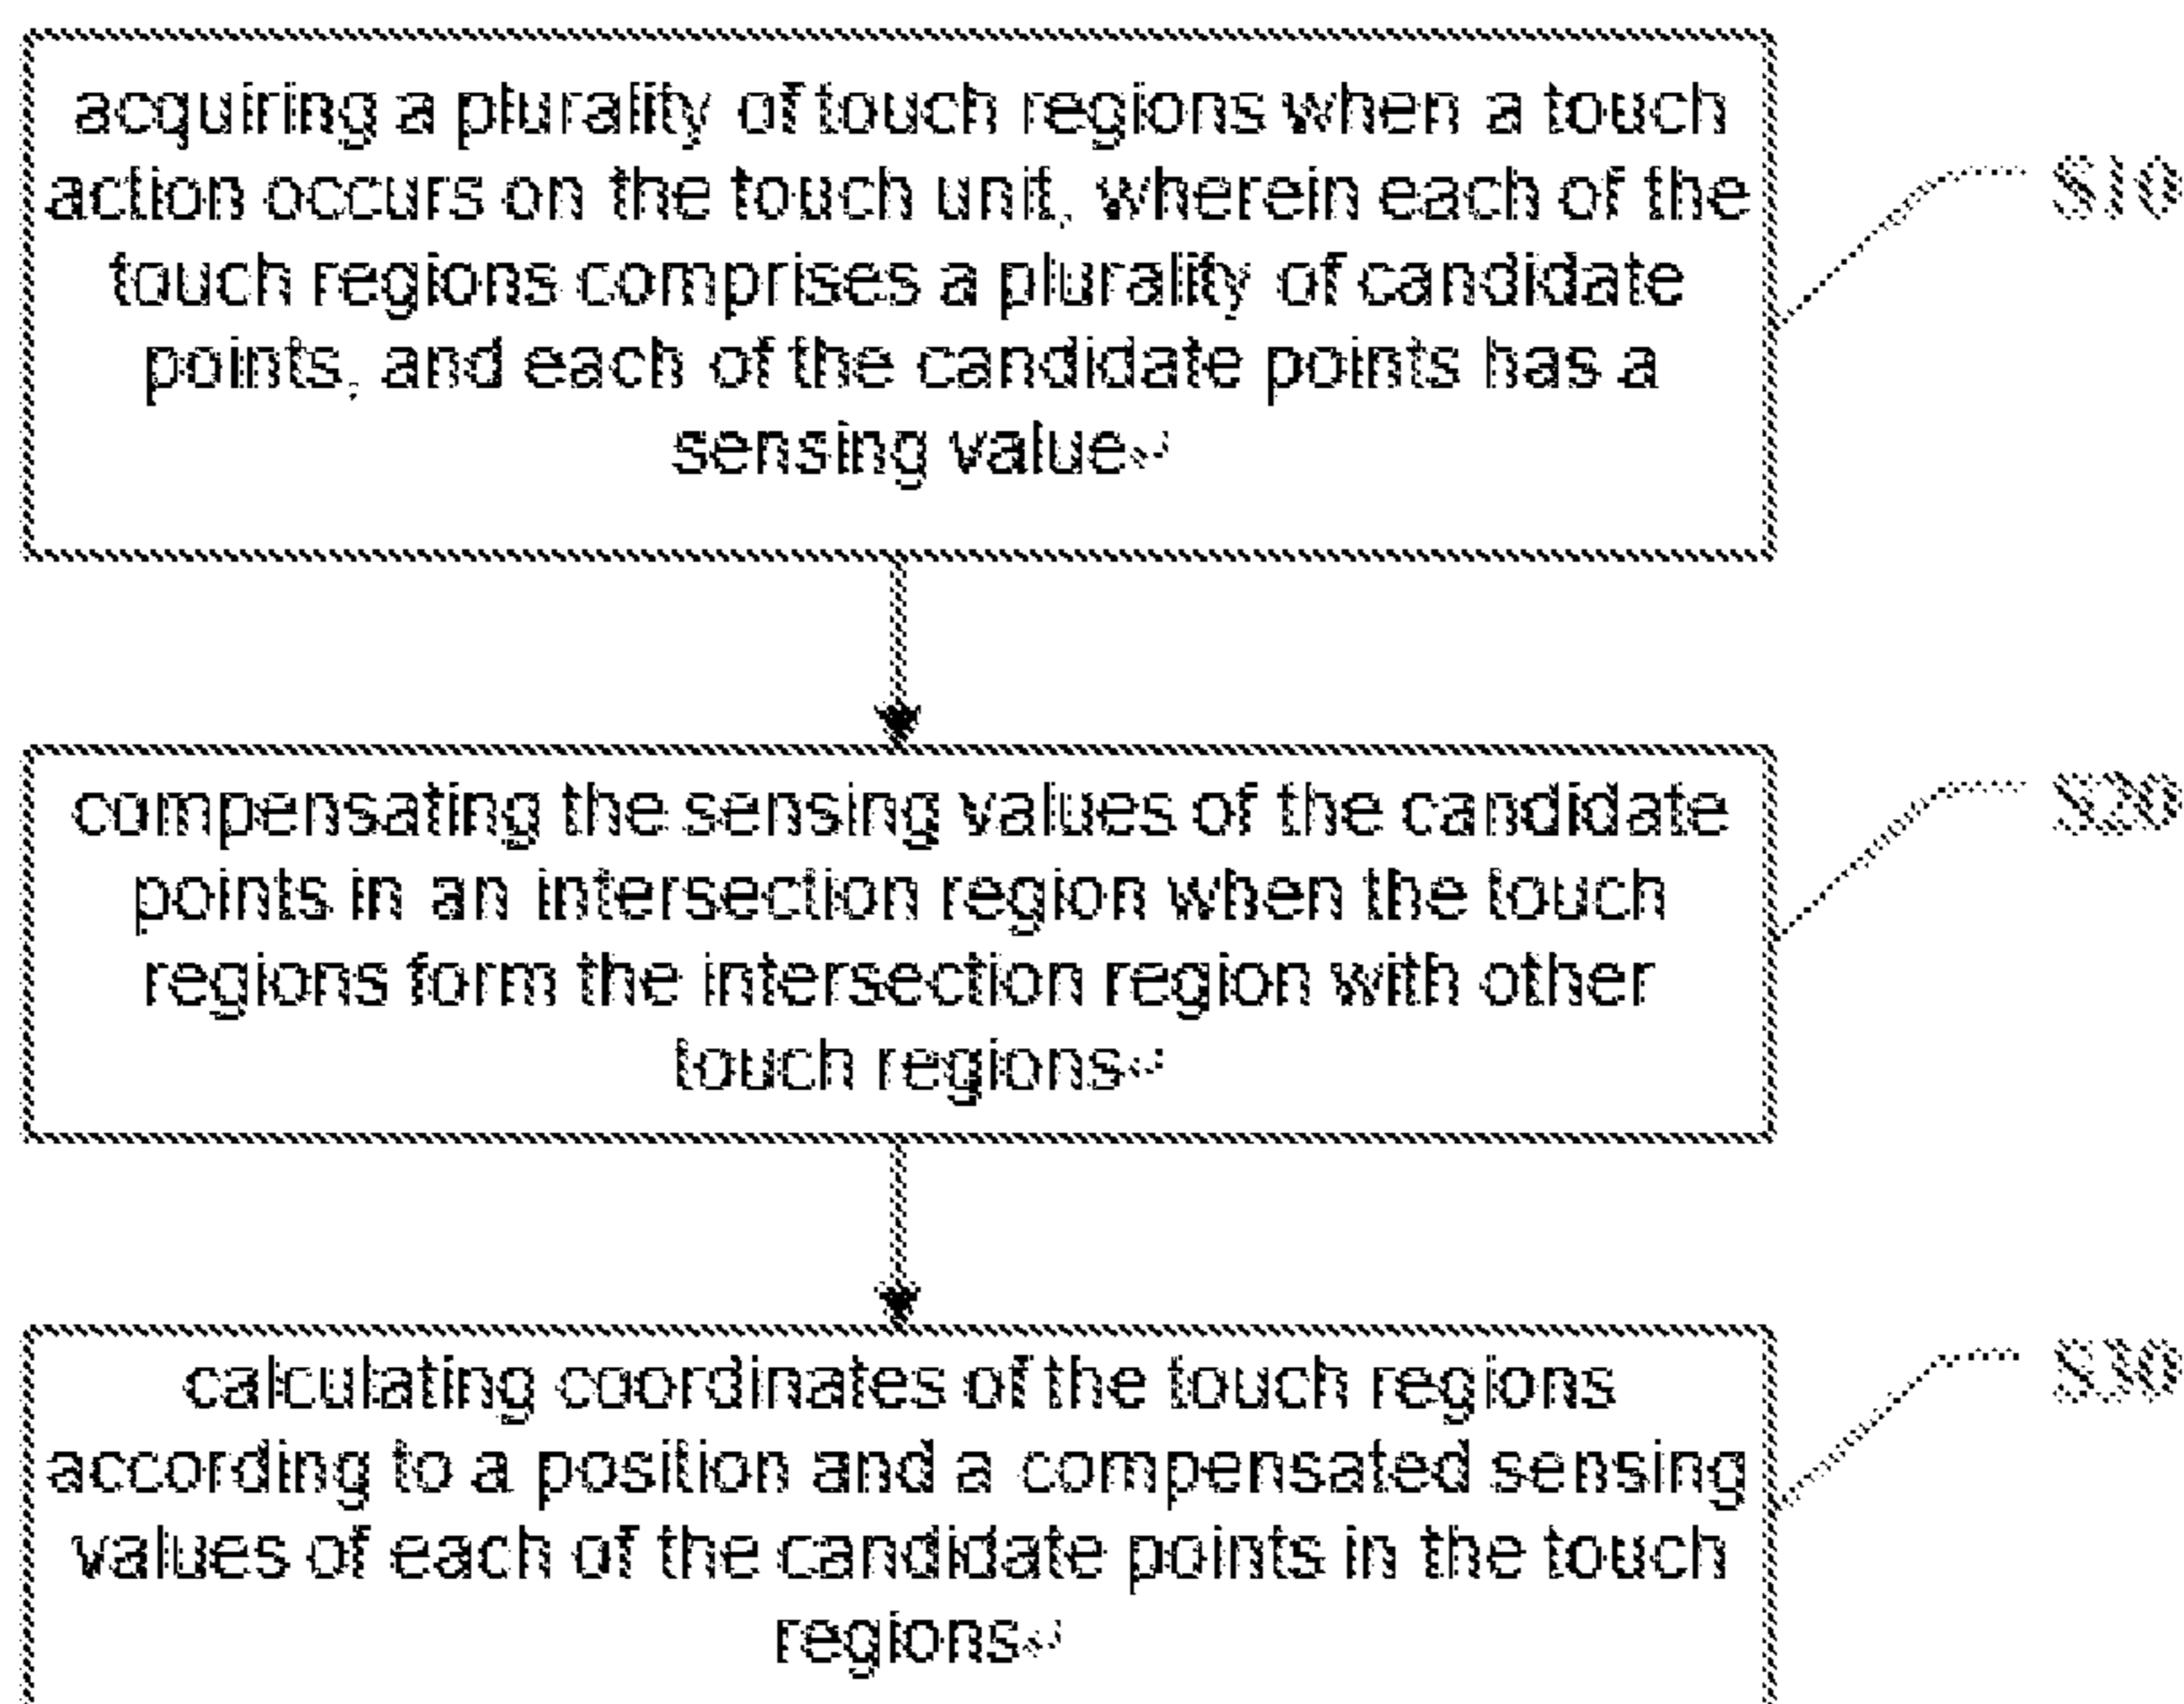 acquiring a plurality of touch regions when a touch
action occurs on the touch unit, wherein each of the
touch regions comprises a plurality of candidate
points, and each of the candidate points has a
sensing value
S10
compensating the sensing values of the candidate
points in an intersection region when the touch
regions form the intersection region with other
touch regions
S20
calculating coordinates of the touch regions
according to a position and a compensated sensing
values of each of the candidate points in the touch
regions
S30